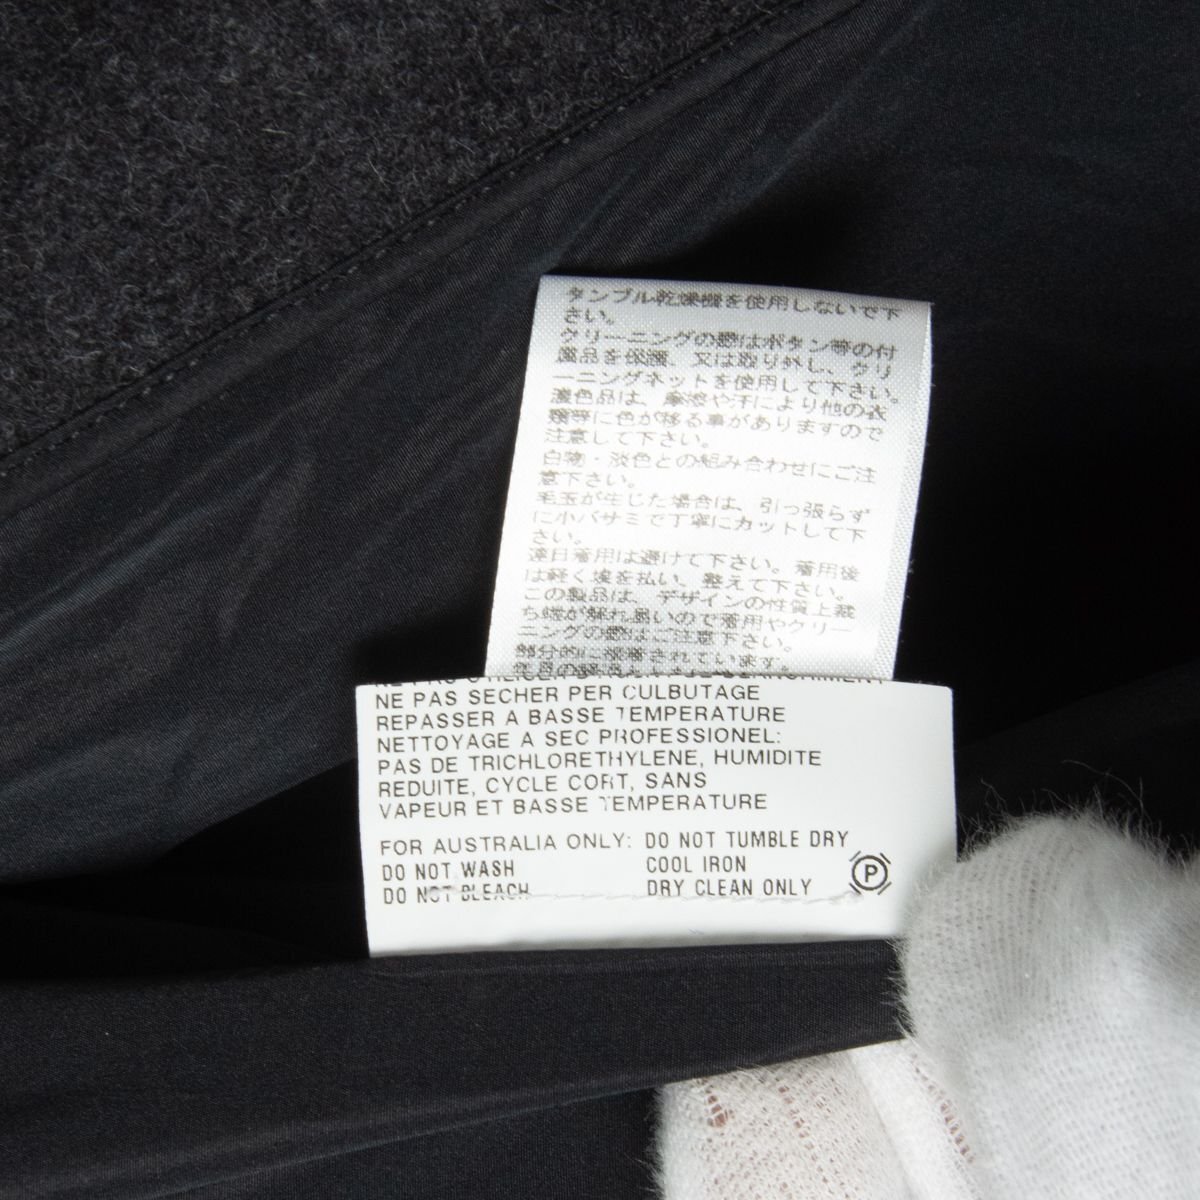 タンブル乾燥機を使用しないで下
さい。
クリーニングの際はボタン等の付
属品を保護、又は取り外し、クリ
ーニングネットを使用して下さい。
濃色品は、摩擦や汗により他の衣
類等に色が移る事がありますので
注意して下さい。
白物・淡色との組み合わせにご注
意下さい。
毛玉が生じた場合は、引っ張らず
に小バサミで丁寧にカットして下
さい。
連日着用は避けて下さい。着用後
は軽く埃を払い、整えて下さい。
この製品は、デザインの性質上裁
ち端が解れ易いので着用やクリー
ニングの際はご注意下さい。
部分的に接着されています。
NE PAS SECHER PER CULBUTAGE
REPASSER A BASSE TEMPERATURE
NETTOYAGE A SEC PROFESSIONEL:
PAS DE TRICHLORETHYLENE, HUMIDITE
REDUITE, CYCLE CORT, SANS
VAPEUR ET BASSE TEMPERATURE
FOR AUSTRALIA ONLY: DO NOT TUMBLE DRY
DO NOT WASH COOL IRON
DO NOT BLEACH DRY CLEAN ONLY
P